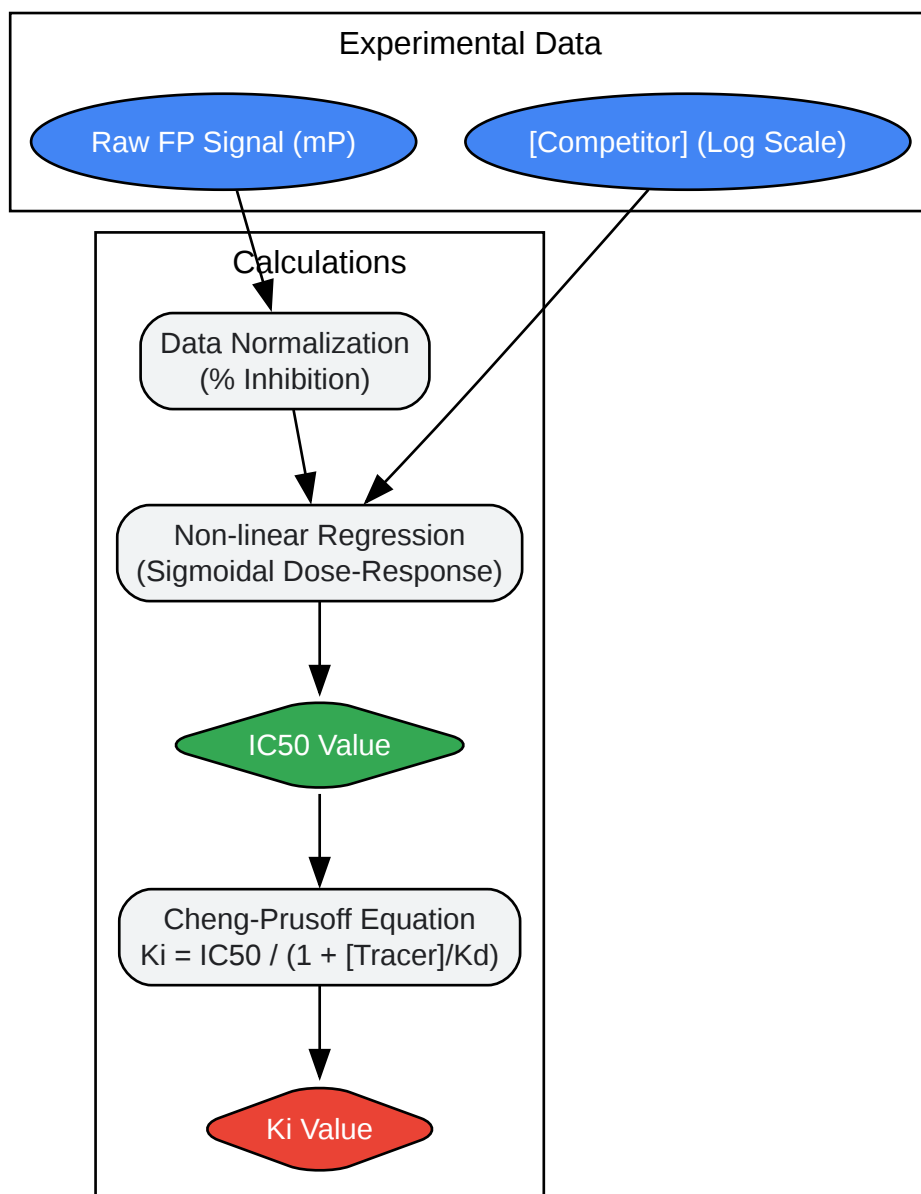 Experimental Data
Raw FP Signal (mP)
[Competitor] (Log Scale)
Calculations
Data Normalization
(% Inhibition)
Non-linear Regression
(Sigmoidal Dose-Response)
IC50 Value
Cheng-Prusoff Equation
Ki = IC50 / (1 + [Tracer]/Kd)
Ki Value